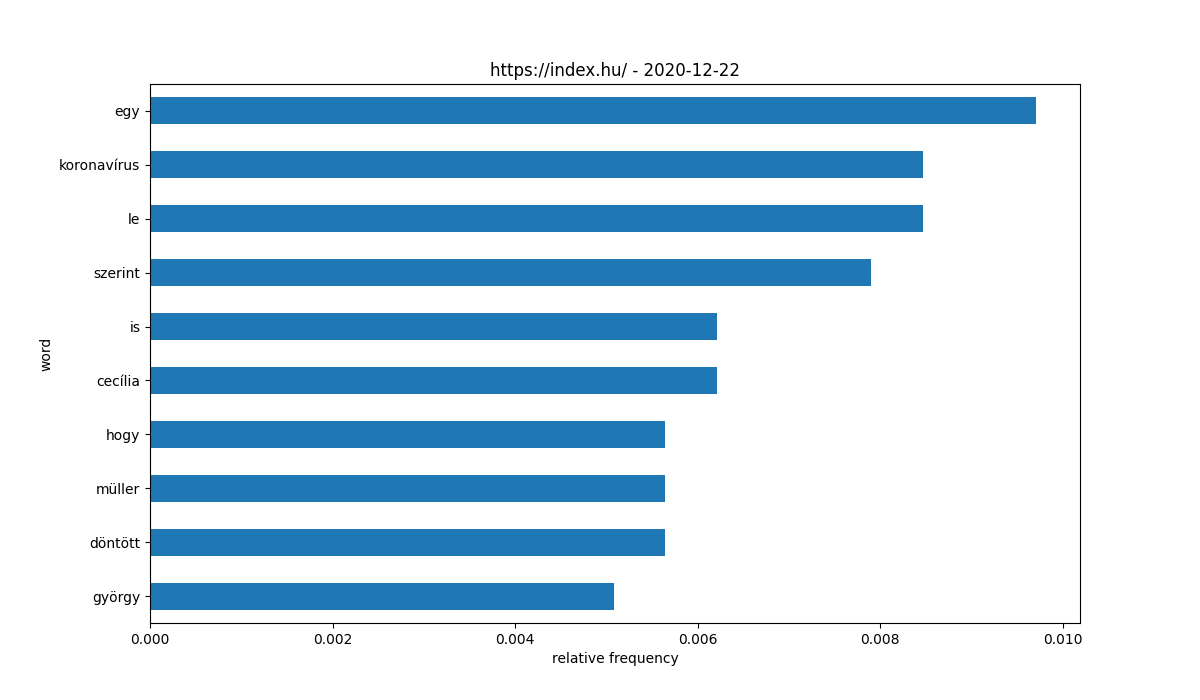 https://index.hu/ - 2020-12-22
egy
koronavírus
le
szerint
is
cecília
hogy
müller
döntött
györgy
word
0.000 0.002 0.004 0.006 0.008 0.010
relative frequency